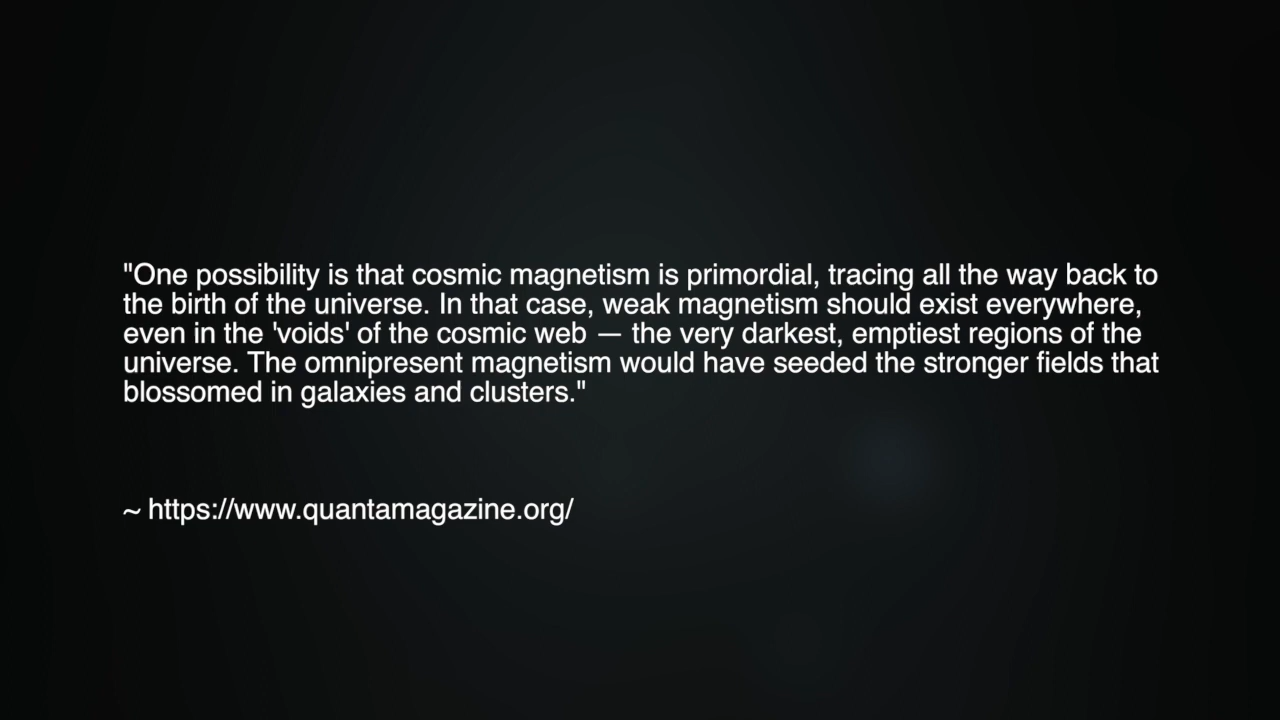 "One possibility is that cosmic magnetism is primordial, tracing all the way back to
the birth of the universe. In that case, weak magnetism should exist everywhere,
even in the 'voids' of the cosmic web — the very darkest, emptiest regions of the
universe. The omnipresent magnetism would have seeded the stronger fields that
blossomed in galaxies and clusters."
~ https://www.quantamagazine.org/